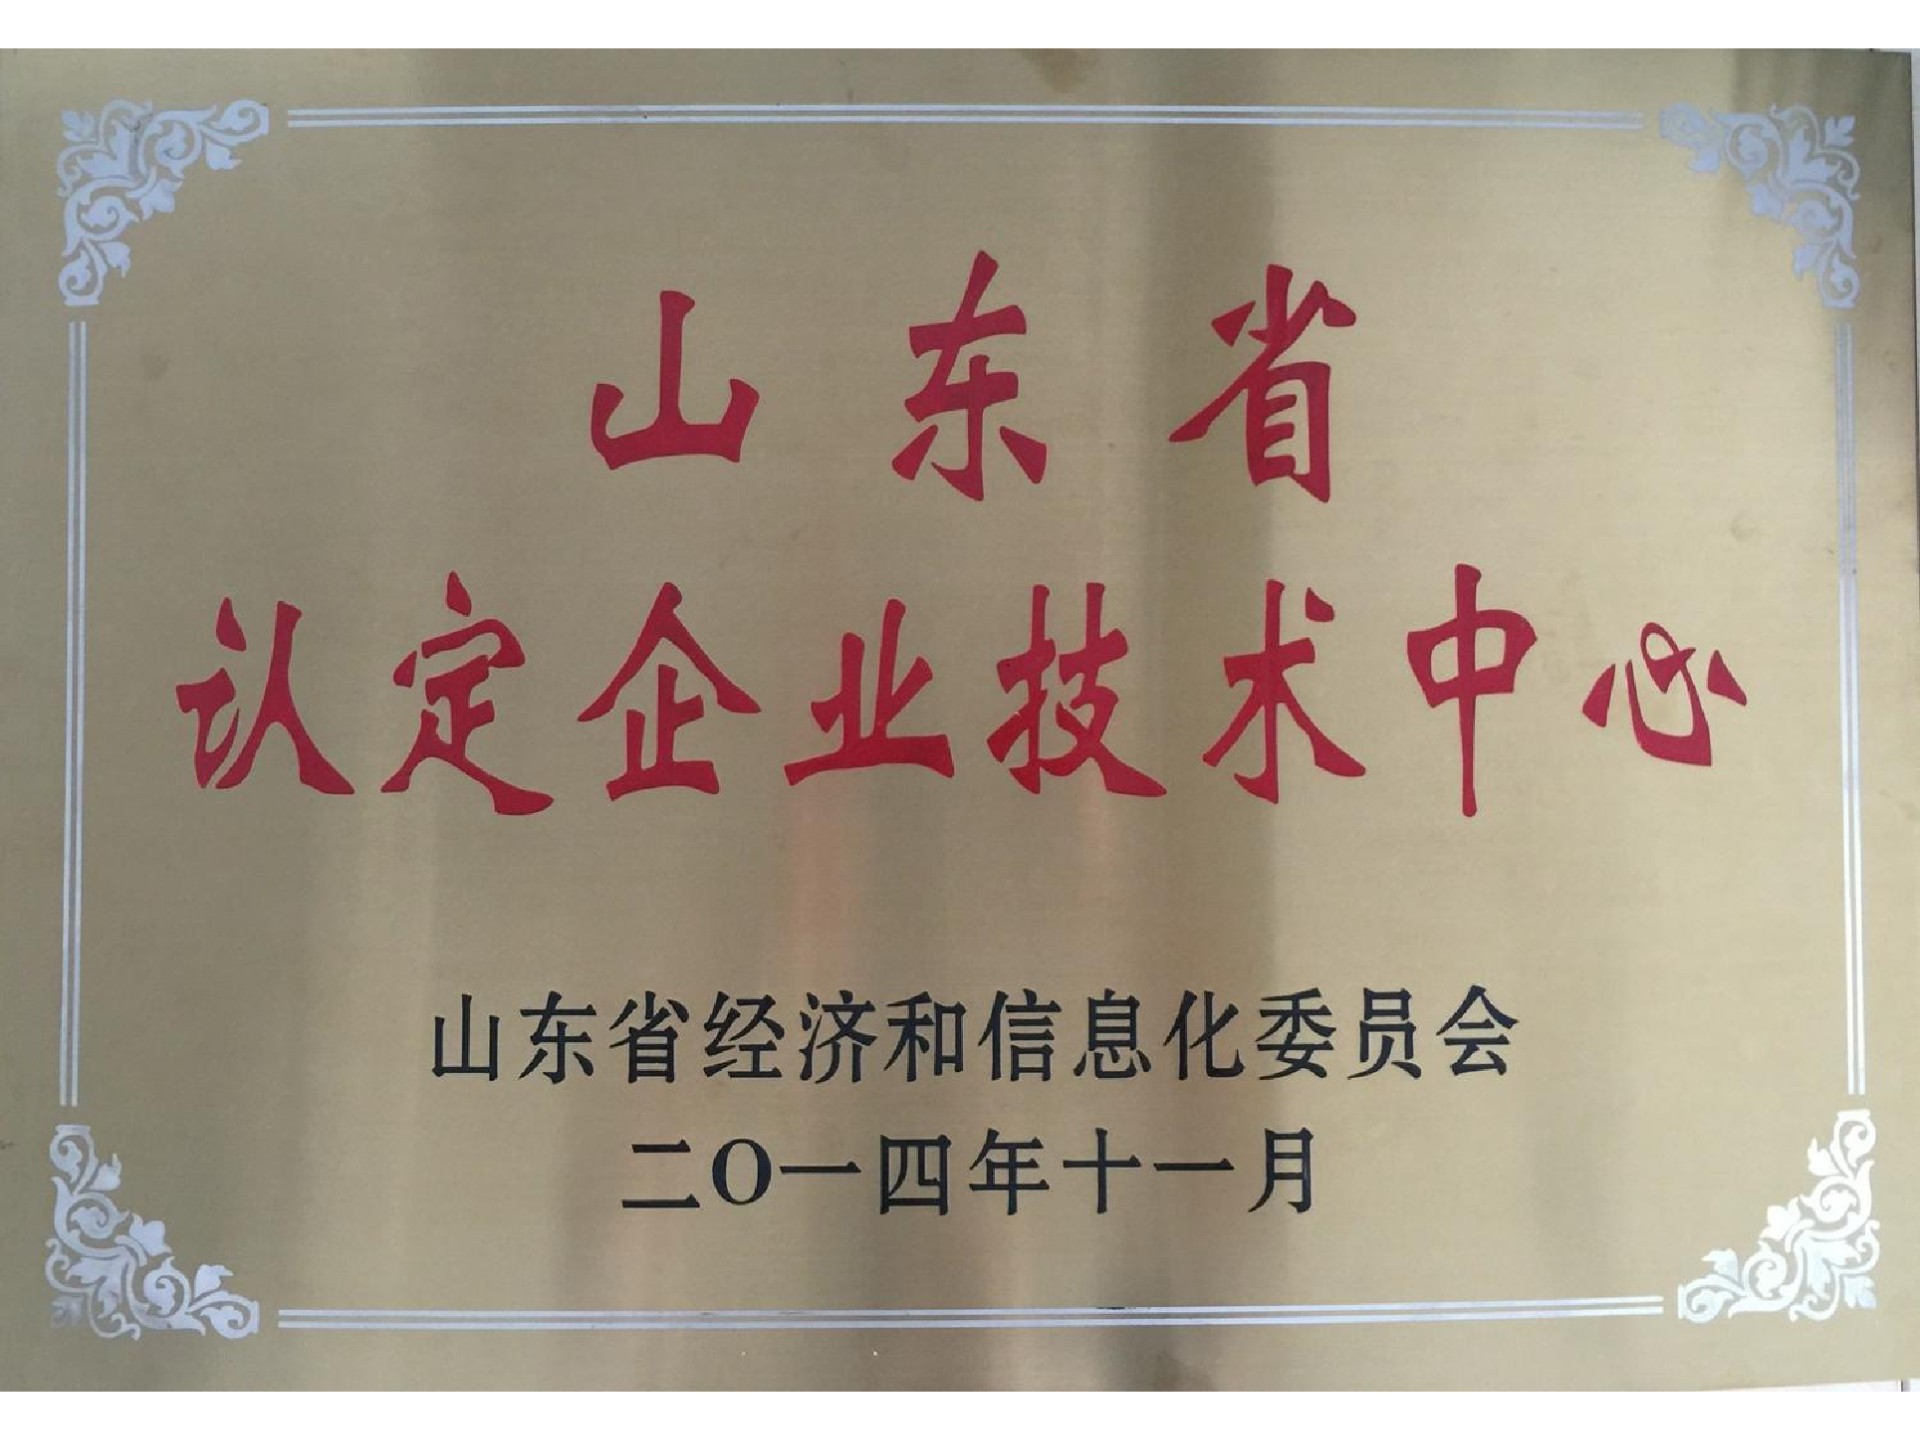 山东省
认定企业技术中心
山东省经济和信息化委员会
二〇一四年十一月